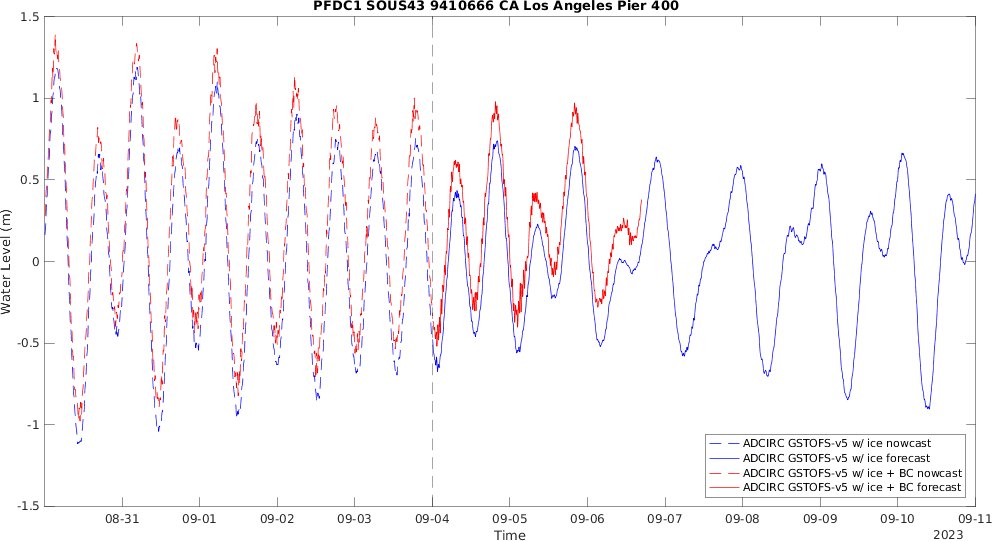 PFDC1 SOUS43 9410666 CA Los Angeles Pier 400
1.5
1
0.5
0
-0.5
-1
-1.5
Water Level (m)
ADCIRC GSTOFS-v5 w/ ice nowcast
ADCIRC GSTOFS-v5 w/ ice forecast
ADCIRC GSTOFS-v5 w/ ice + BC nowcast
ADCIRC GSTOFS-v5 w/ ice + BC forecast
08-31 09-01 09-02 09-03 09-04 09-05 09-06 09-07 09-08 09-09 09-10 09-11
Time
2023